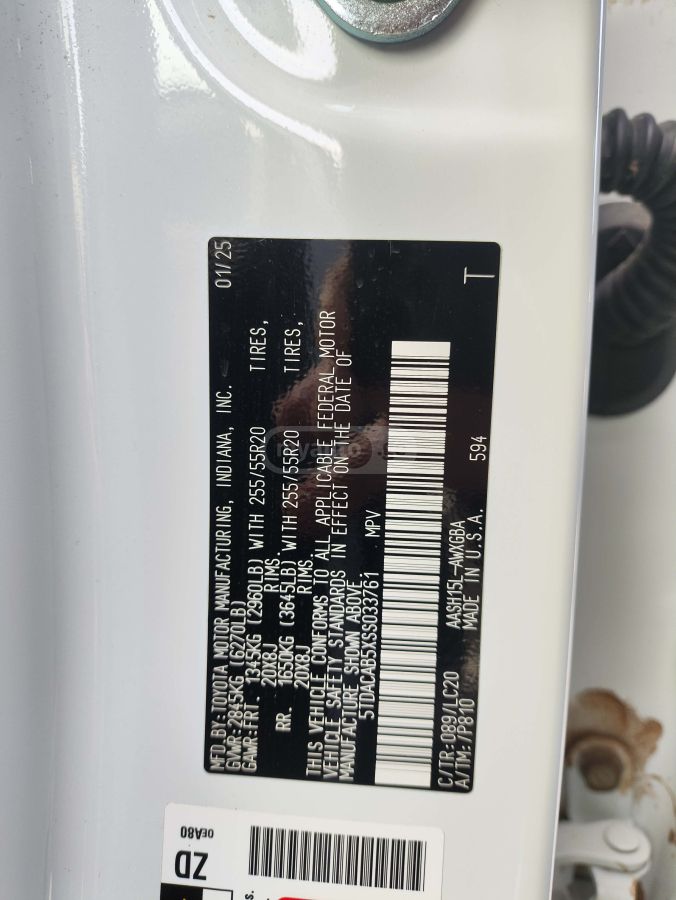 MFD.BY:TOYOTA MOTOR MANUFACTURING, INDIANA, INC. 01/25
GVWR:2845KG(6270LB)
GAWR:FRT 1345KG(2960LB)WITH 255/55R20 TIRES,
20X8J RIMS.
RR. 1650KG(3645LB)WITH 255/55R20 TIRES,
20X8J RIMS.
THIS VEHICLE CONFORMS TO ALL APPLICABLE FEDERAL MOTOR
VEHICLE SAFETY STANDARDS IN EFFECT ON THE DATE OF
MANUFACTURE SHOWN ABOVE.
5TDACAB5XSS033761 MPV
C/TR:089/LC20 AASH15L-AWXGBA
A/TM:-/P810 MADE IN U.S.A. 594 T
ZD
0EA80
s.